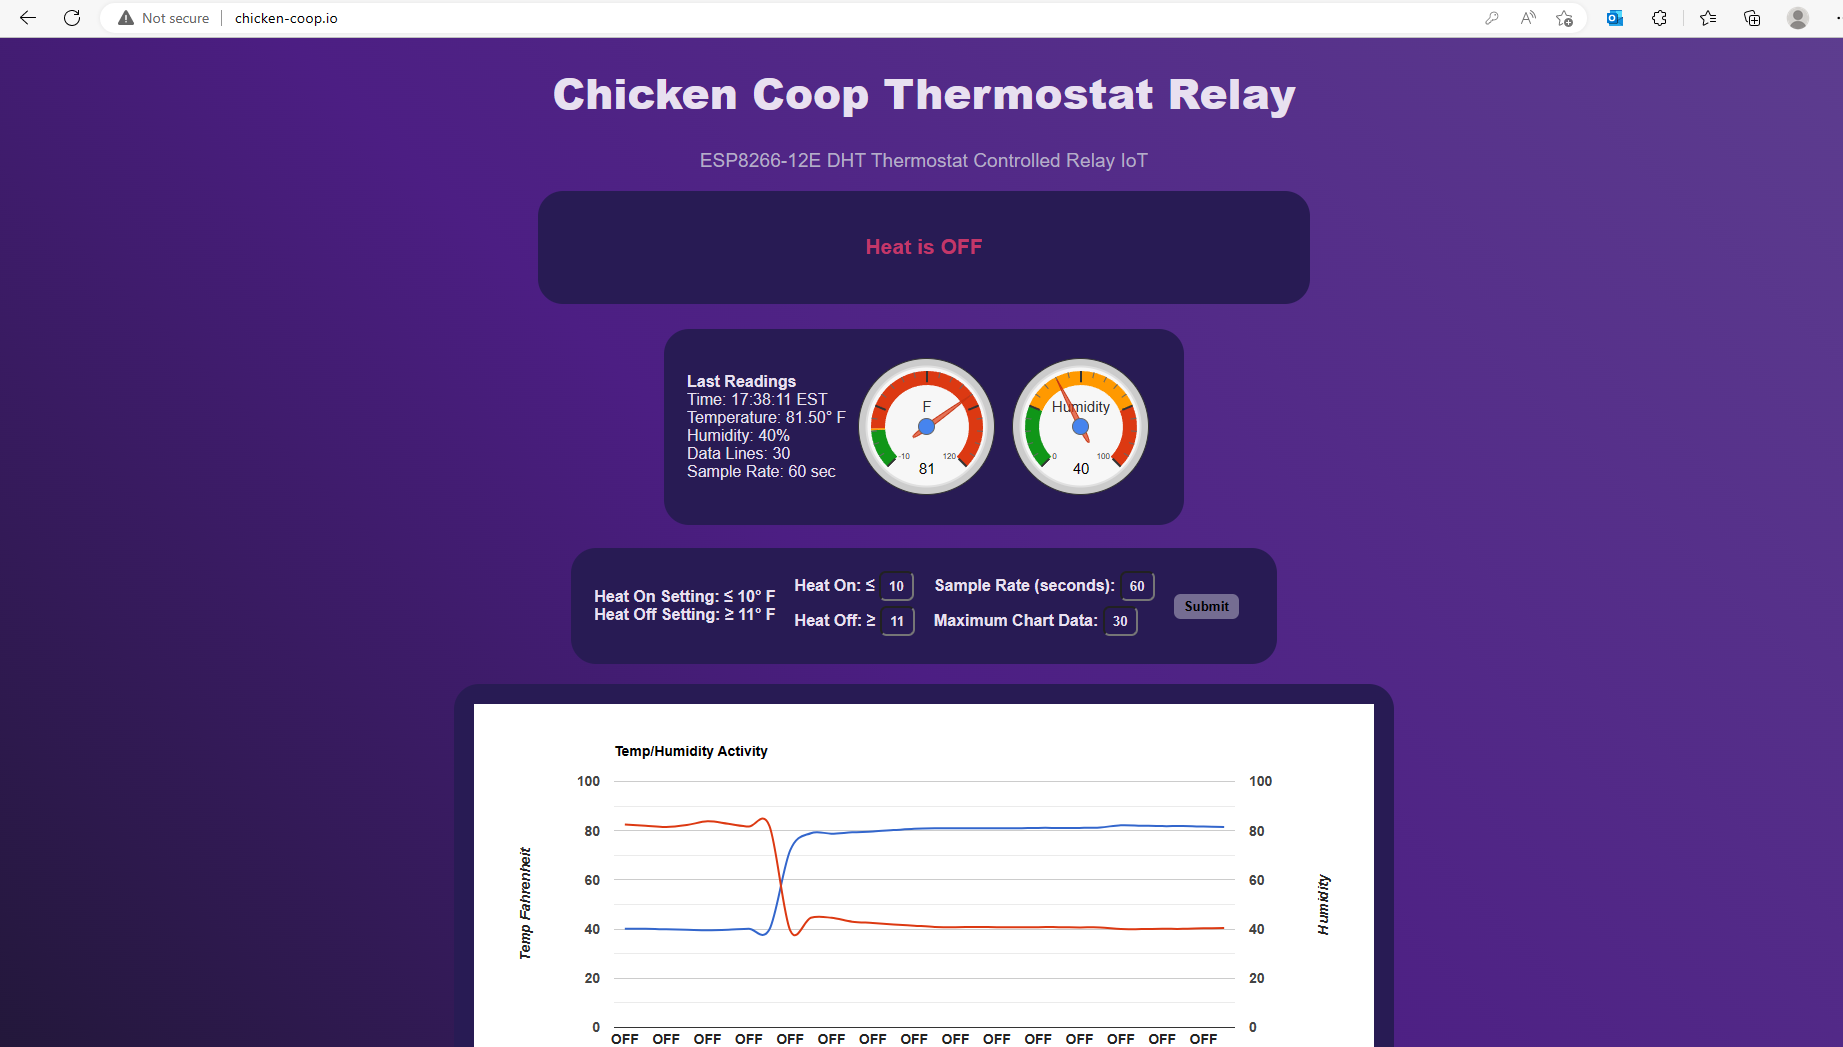 Not secure
chicken-coop.io
Chicken Coop Thermostat Relay
ESP8266-12E DHT Thermostat Controlled Relay IoT
Heat is OFF
Last Readings
Time: 17:38:11 EST
Temperature: 81.50° F
Humidity: 40%
Data Lines: 30
Sample Rate: 60 sec
F
-10 120
81
Humidity
0 100
40
Heat On Setting: ≤ 10° F
Heat Off Setting: ≥ 11° F
Heat On: ≤ 10
Heat Off: ≥ 11
Sample Rate (seconds): 60
Maximum Chart Data: 30
Submit
Temp/Humidity Activity
Temp Fahrenheit
100 100
80 80
60 60
40 40
20 20
0 0
Humidity
OFF OFF OFF OFF OFF OFF OFF OFF OFF OFF OFF OFF OFF OFF OFF